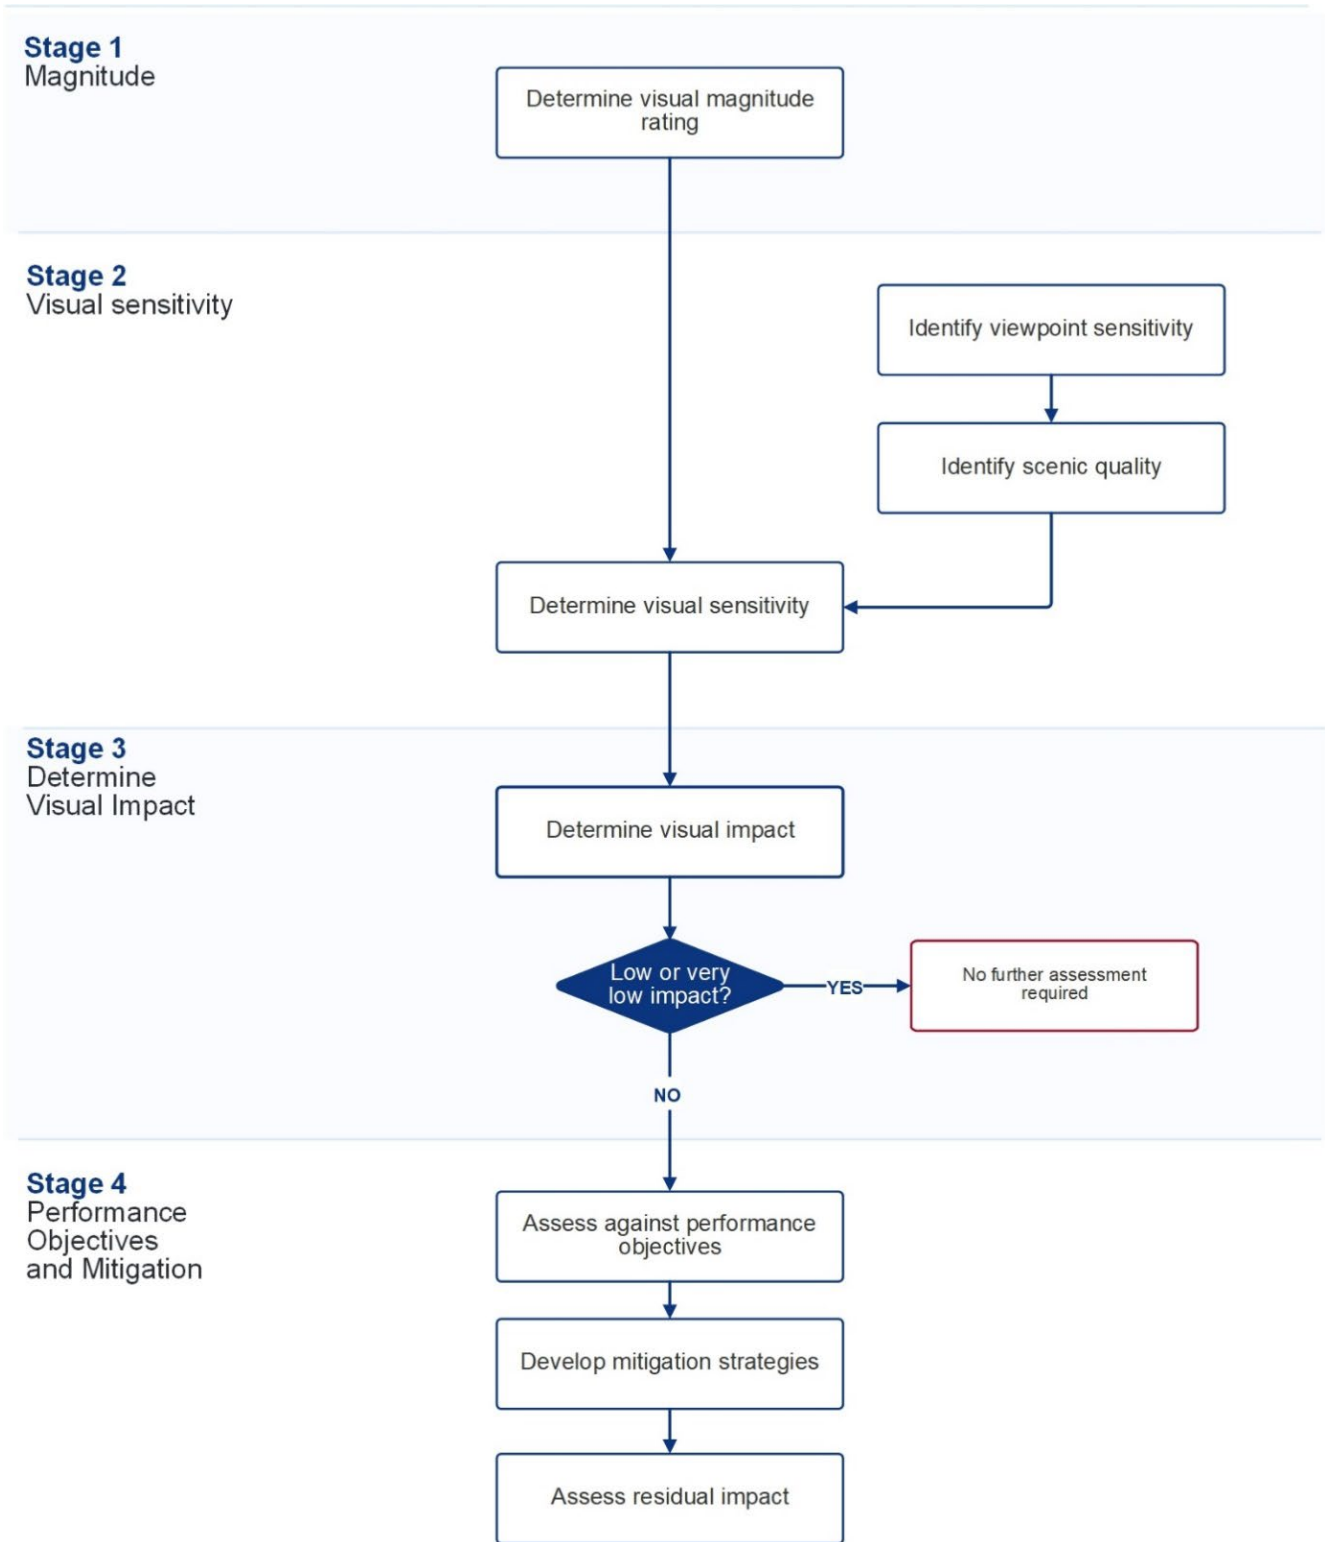 Stage 1
Magnitude
Determine visual magnitude
rating
Stage 2
Visual sensitivity
Identify viewpoint sensitivity
Identify scenic quality
Determine visual sensitivity
Stage 3
Determine
Visual Impact
Determine visual impact
Low or very
low impact?
YES
No further assessment
required
NO
Stage 4
Performance
Objectives
and Mitigation
Assess against performance
objectives
Develop mitigation strategies
Assess residual impact